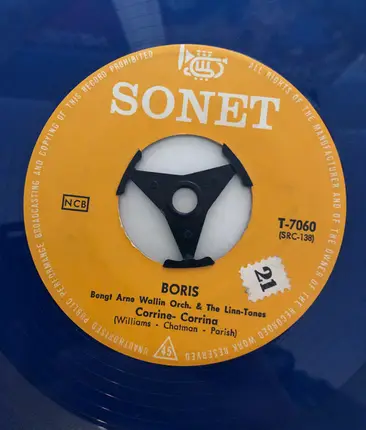 SONET
NCB
T-7060
(SRC-138)
BORIS
21
Bengt Arne Wallin Orch. & The Linn-Tones
Corrine- Corrina
(Williams - Chatman - Parish)
45
ALL RIGHTS OF THE MANUFACTURER AND OF THE OWNER OF THE RECORDED WORK RESERVED
UNAUTHORISED PUBLIC PERFORMANCE BROADCASTING AND COPYING OF THIS RECORD PROHIBITED